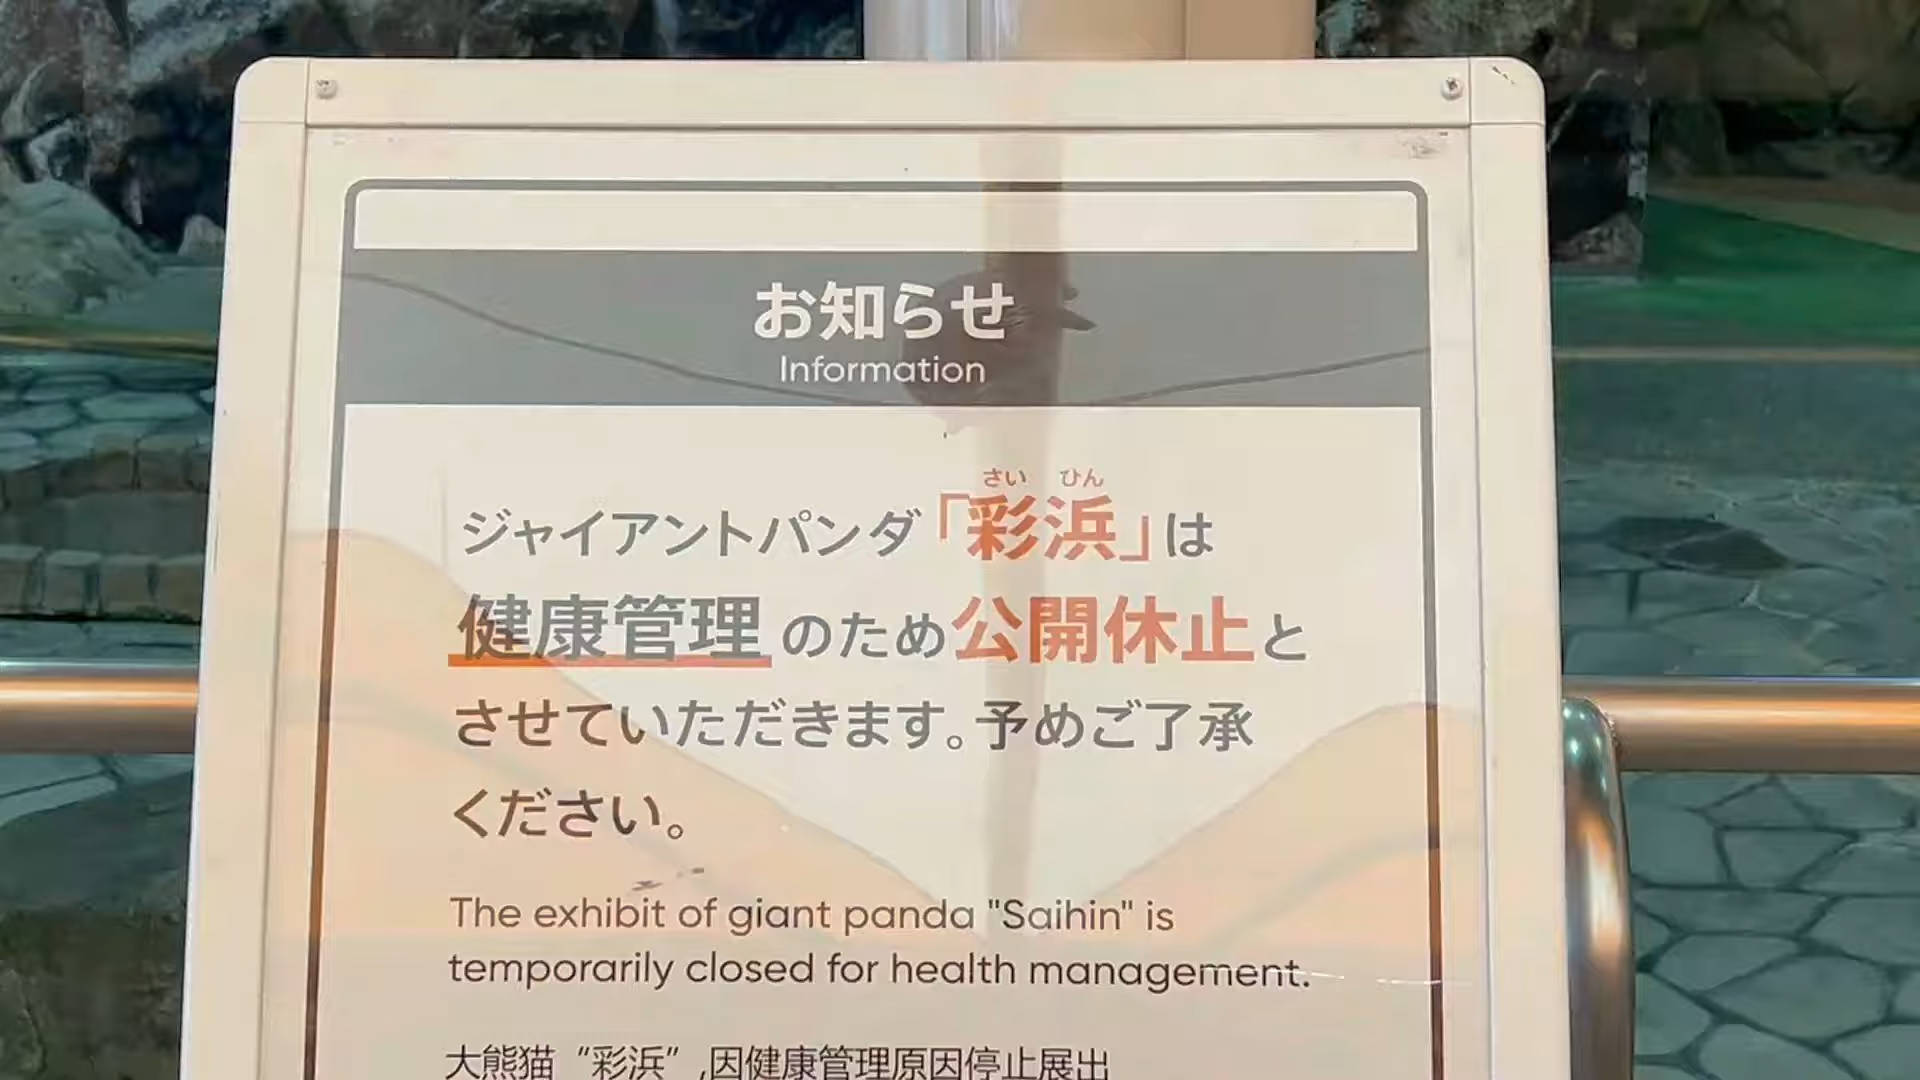 お知らせ
Information
さい ひん
ジャイアントパンダ「彩浜」は
健康管理のため公開休止と
させていただきます。予めご了承
ください。
The exhibit of giant panda "Saihin" is
temporarily closed for health management.
大熊猫“彩浜”,因健康管理原因停止展出